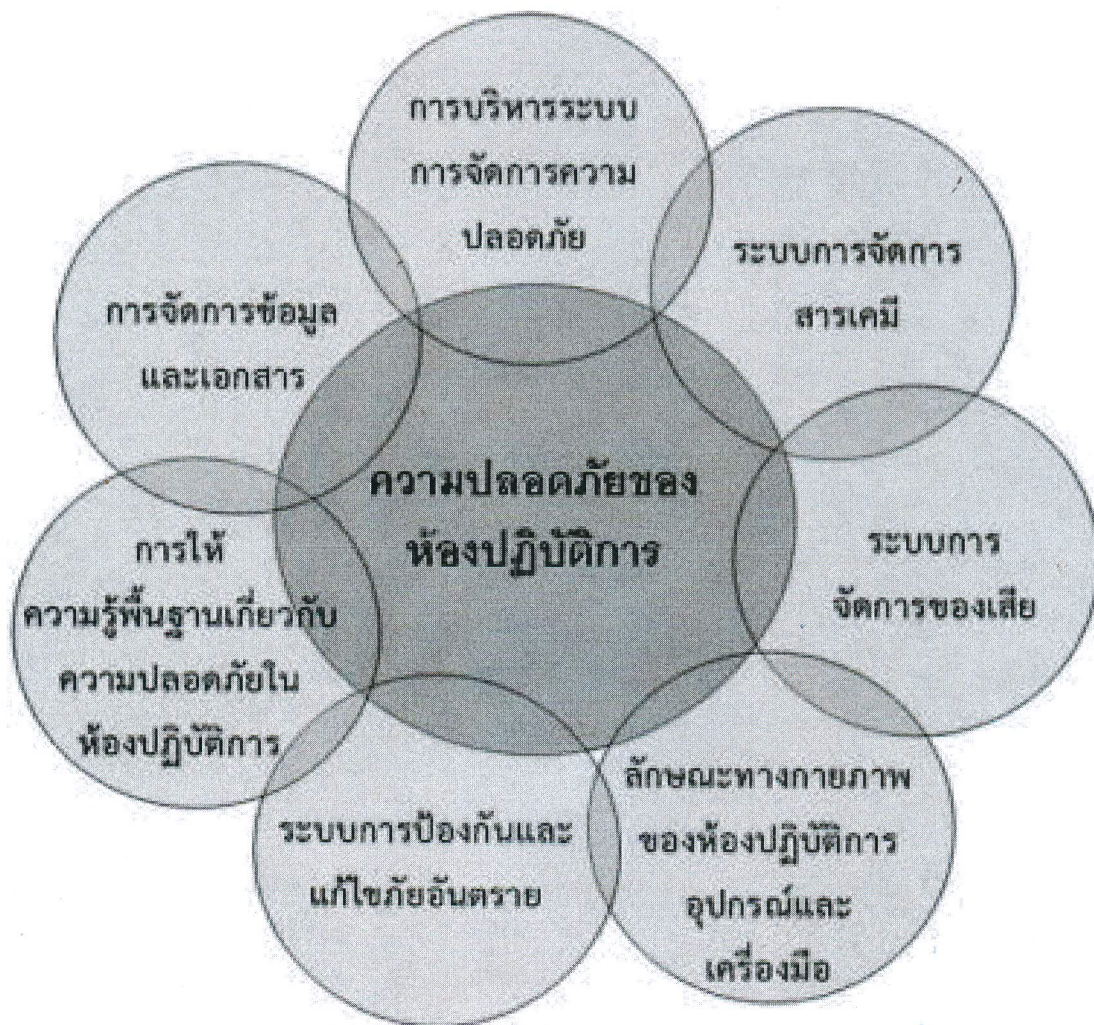 การบริหารระบบ
การจัดการความ
ปลอดภัย
ระบบการจัดการ
สารเคมี
ระบบการ
จัดการของเสีย
ลักษณะทางกายภาพ
ของห้องปฏิบัติการ
อุปกรณ์และ
เครื่องมือ
ระบบการป้องกันและ
แก้ไขภัยอันตราย
การให้
ความรู้พื้นฐานเกี่ยวกับ
ความปลอดภัยใน
ห้องปฏิบัติการ
การจัดการข้อมูล
และเอกสาร
ความปลอดภัยของ
ห้องปฏิบัติการ